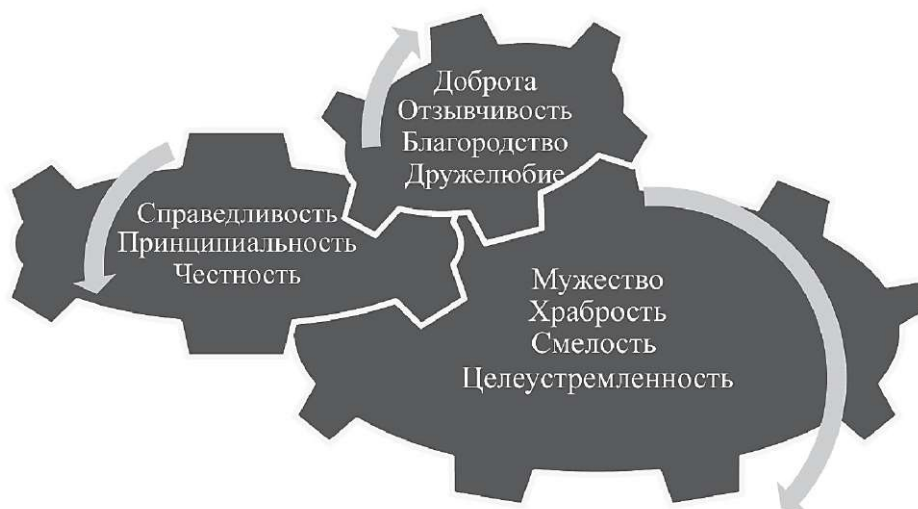 Доброта
Отзывчивость
Благородство
Дружелюбие
Справедливость
Принципиальность
Честность
Мужество
Храбрость
Смелость
Целеустремленность